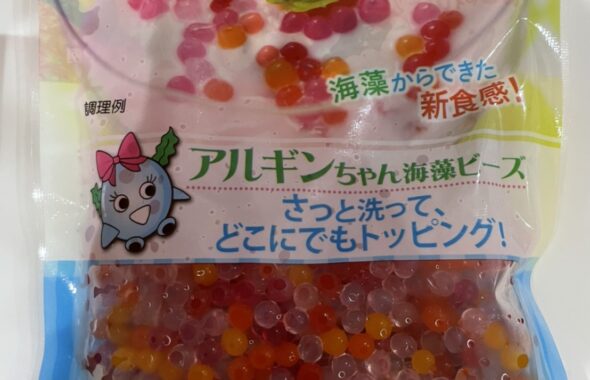 海藻からできた
新食感!
調理例
アルギンちゃん海藻ビーズ
さっと洗って、
どこにでもトッピング!